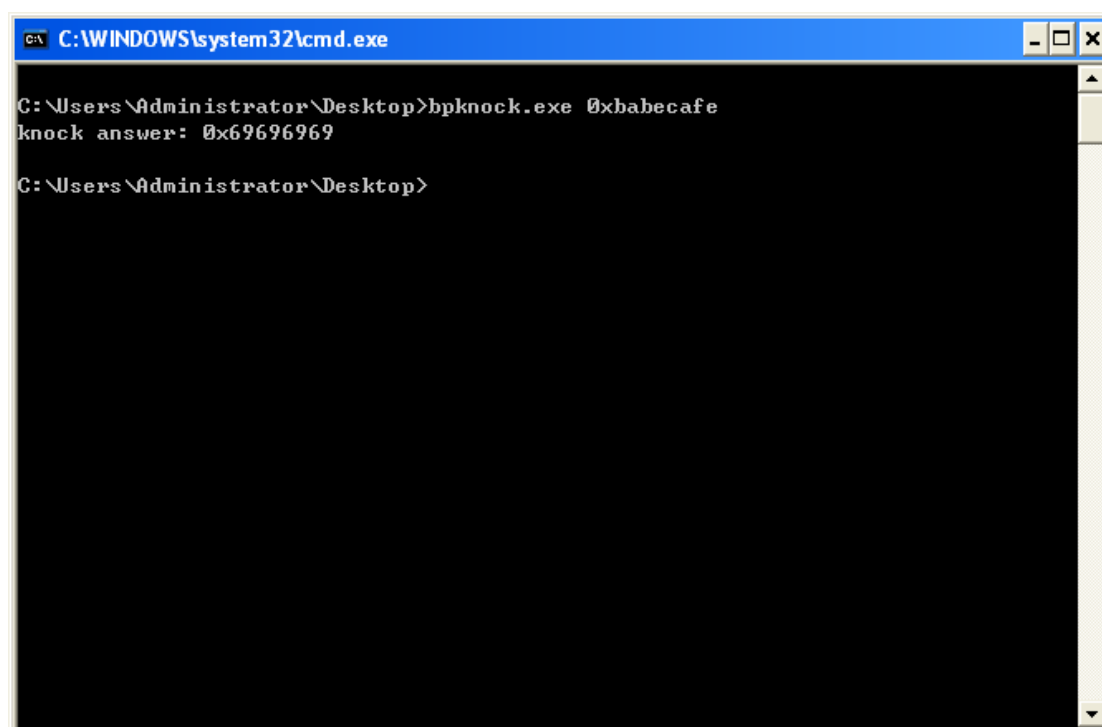 C:\WINDOWS\system32\cmd.exe
C:\Users\Administrator\Desktop>bpknock.exe 0xbabecafe
knock answer: 0x69696969
C:\Users\Administrator\Desktop>